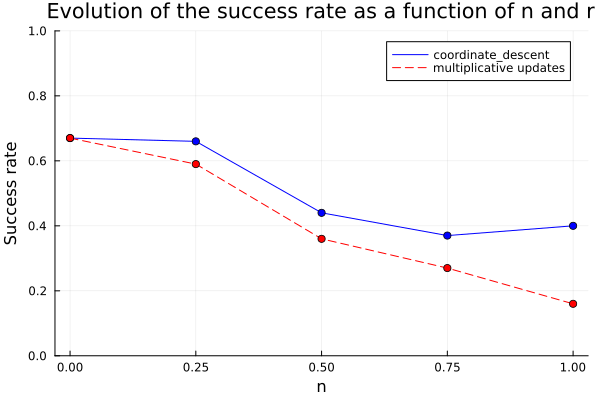 Evolution of the success rate as a function of n and r
coordinate_descent
multiplicative updates
Success rate
1.0
0.8
0.6
0.4
0.2
0.0
0.00 0.25 0.50 0.75 1.00
n